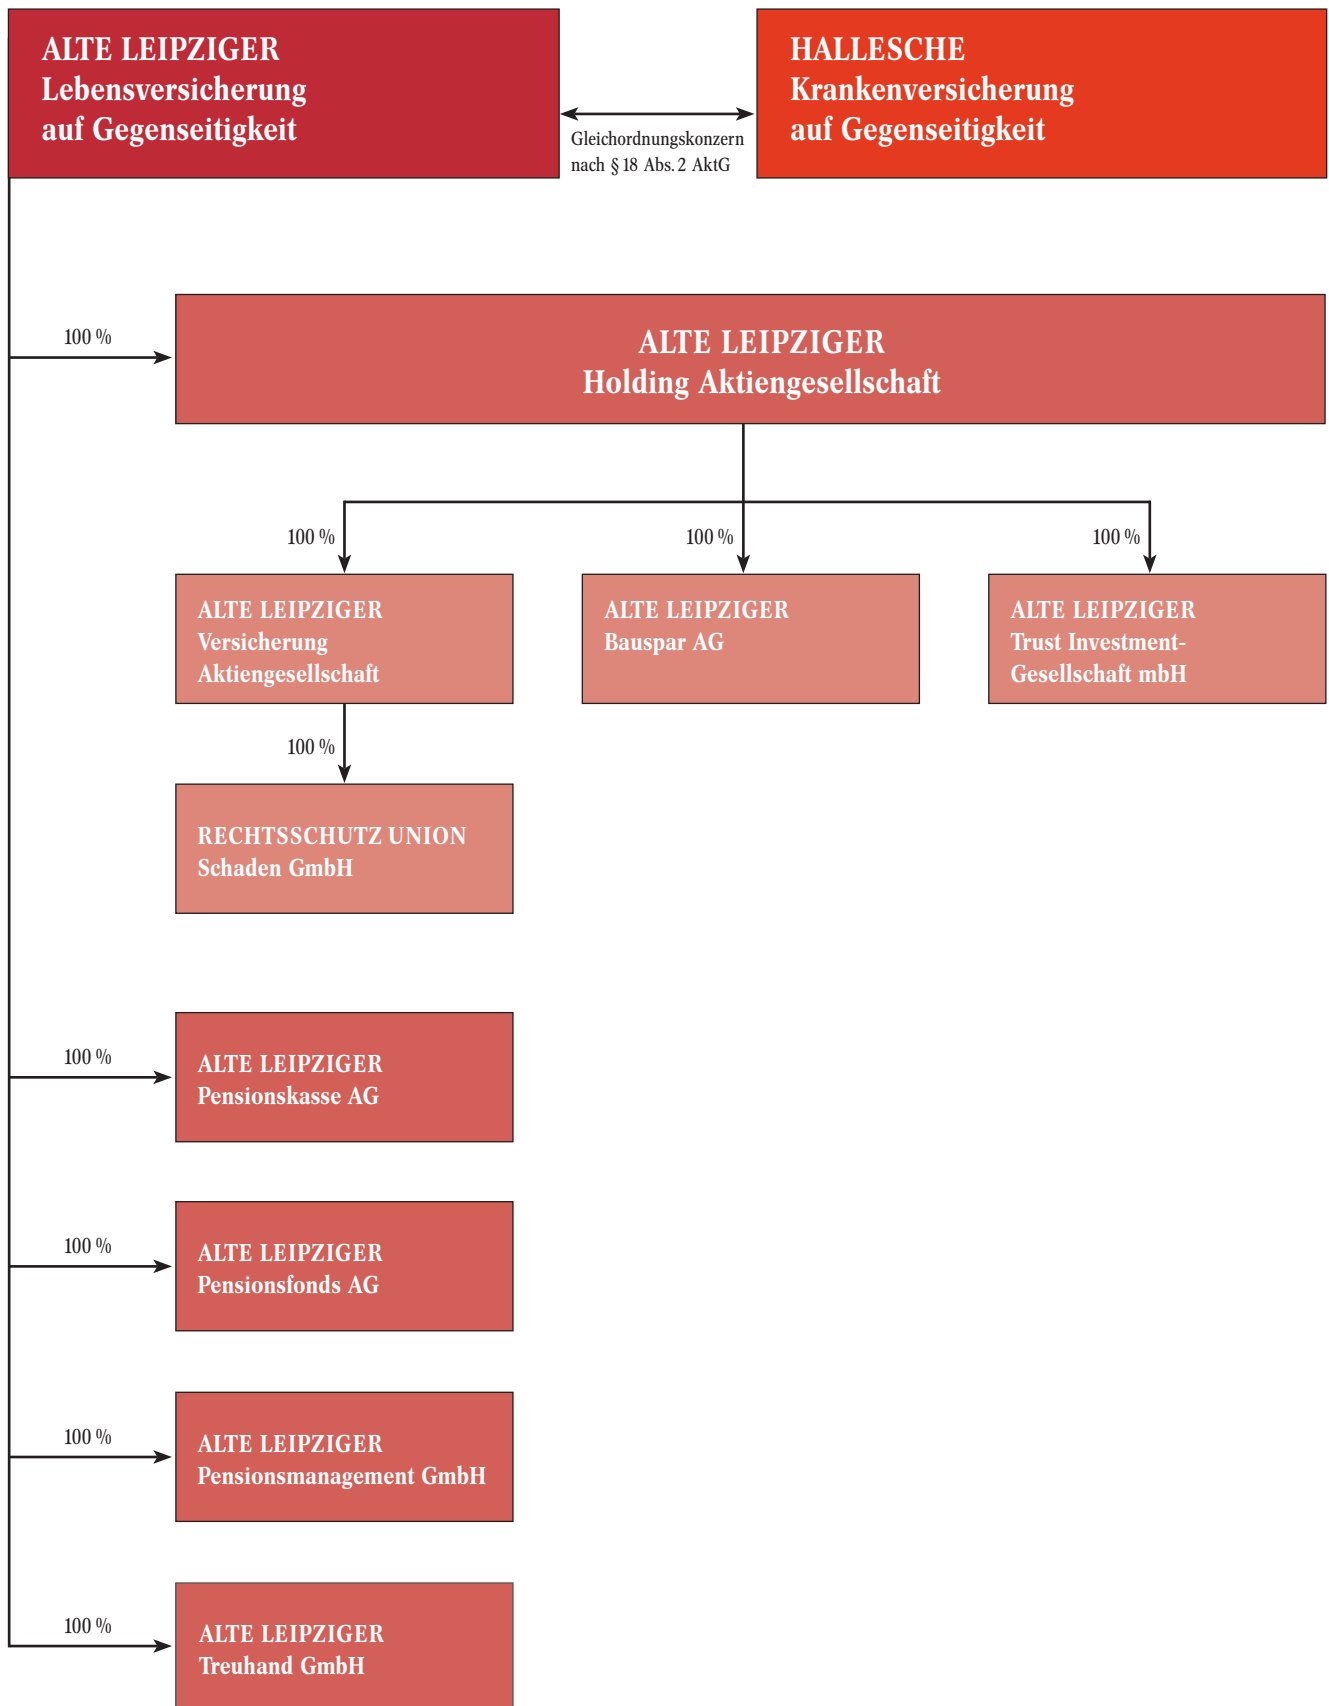 ALTE LEIPZIGER
Lebensversicherung
auf Gegenseitigkeit
Gleichordnungskonzern
nach § 18 Abs. 2 AktG
HALLESCHE
Krankenversicherung
auf Gegenseitigkeit
100 %
ALTE LEIPZIGER
Holding Aktiengesellschaft
100 %
100 %
100 %
ALTE LEIPZIGER
Versicherung
Aktiengesellschaft
ALTE LEIPZIGER
Bauspar AG
ALTE LEIPZIGER
Trust Investment-
Gesellschaft mbH
100 %
RECHTSSCHUTZ UNION
Schaden GmbH
100 %
ALTE LEIPZIGER
Pensionskasse AG
100 %
ALTE LEIPZIGER
Pensionsfonds AG
100 %
ALTE LEIPZIGER
Pensionsmanagement GmbH
100 %
ALTE LEIPZIGER
Treuhand GmbH